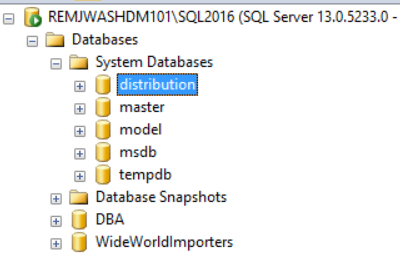 REMJWASHDM101\SQL2016 (SQL Server 13.0.5233.0 -
Databases
System Databases
distribution
master
model
msdb
tempdb
Database Snapshots
DBA
WideWorldImporters